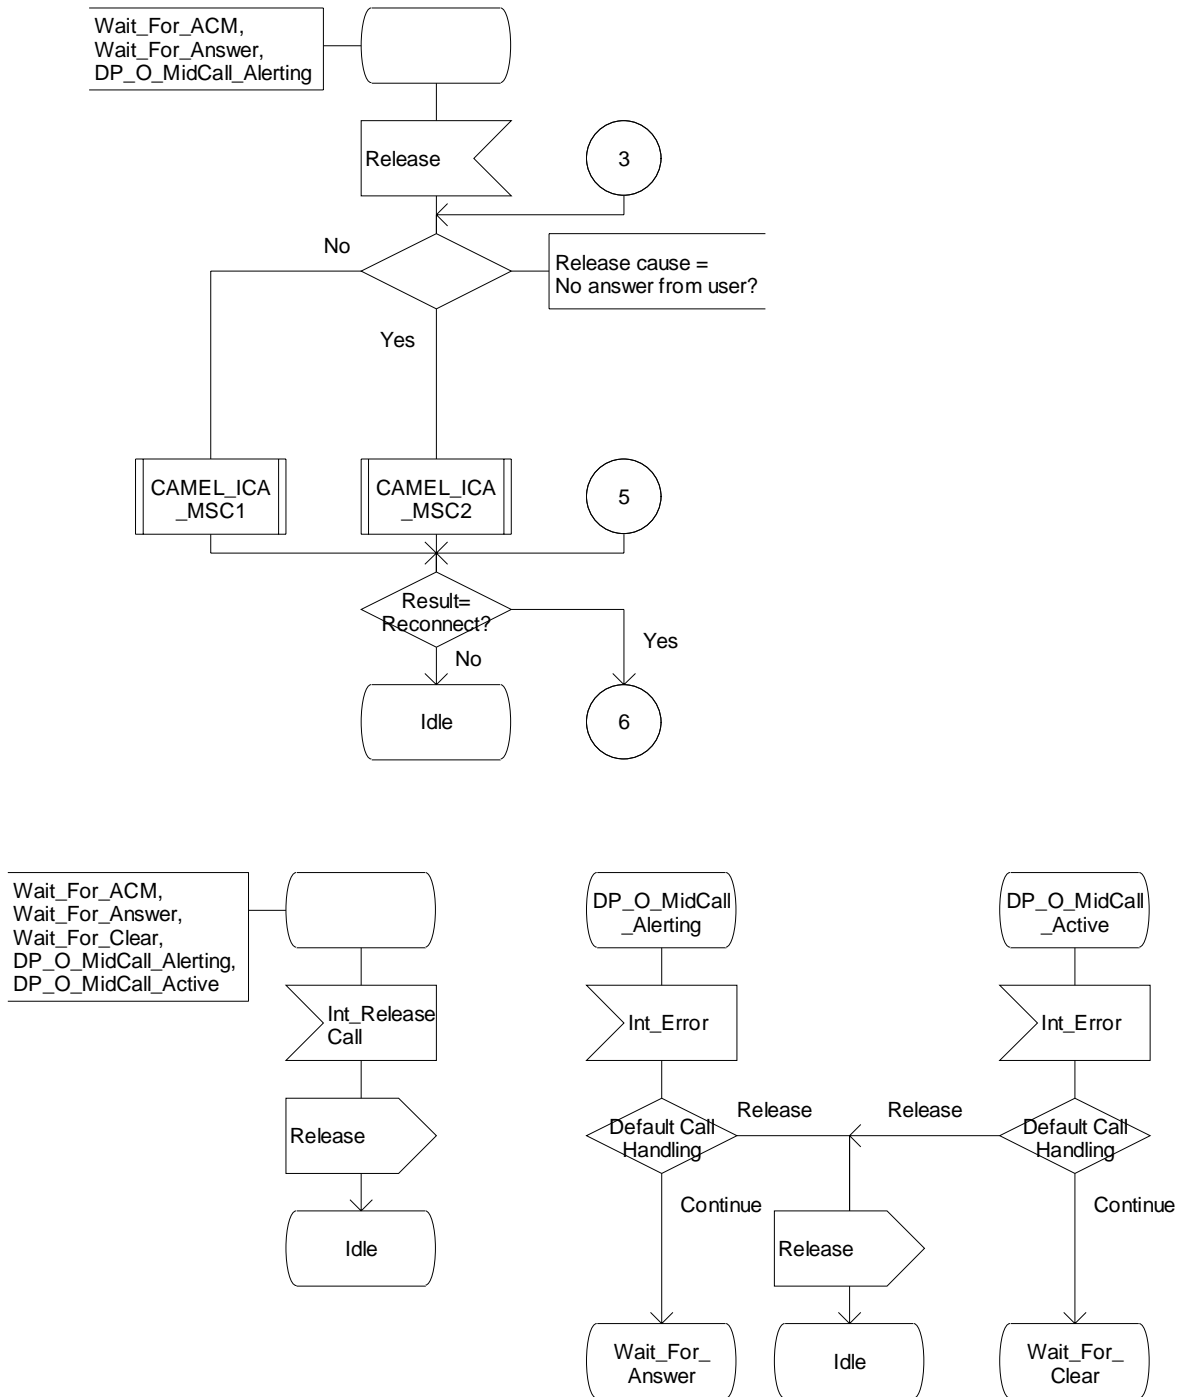 Wait_For_ACM,
Wait_For_Answer,
DP_O_MidCall_Alerting
Release
3
No
Release cause =
No answer from user?
Yes
CAMEL_ICA
_MSC1
CAMEL_ICA
_MSC2
5
Result=
Reconnect?
Yes
No
Idle
6
Wait_For_ACM,
Wait_For_Answer,
Wait_For_Clear,
DP_O_MidCall_Alerting,
DP_O_MidCall_Active
Int_Release
Call
Release
Idle
DP_O_MidCall
_Alerting
Int_Error
Default Call
Handling
Release
Continue
Wait_For_
Answer
Release
Idle
DP_O_MidCall
_Active
Int_Error
Release
Default Call
Handling
Continue
Wait_For_
Clear